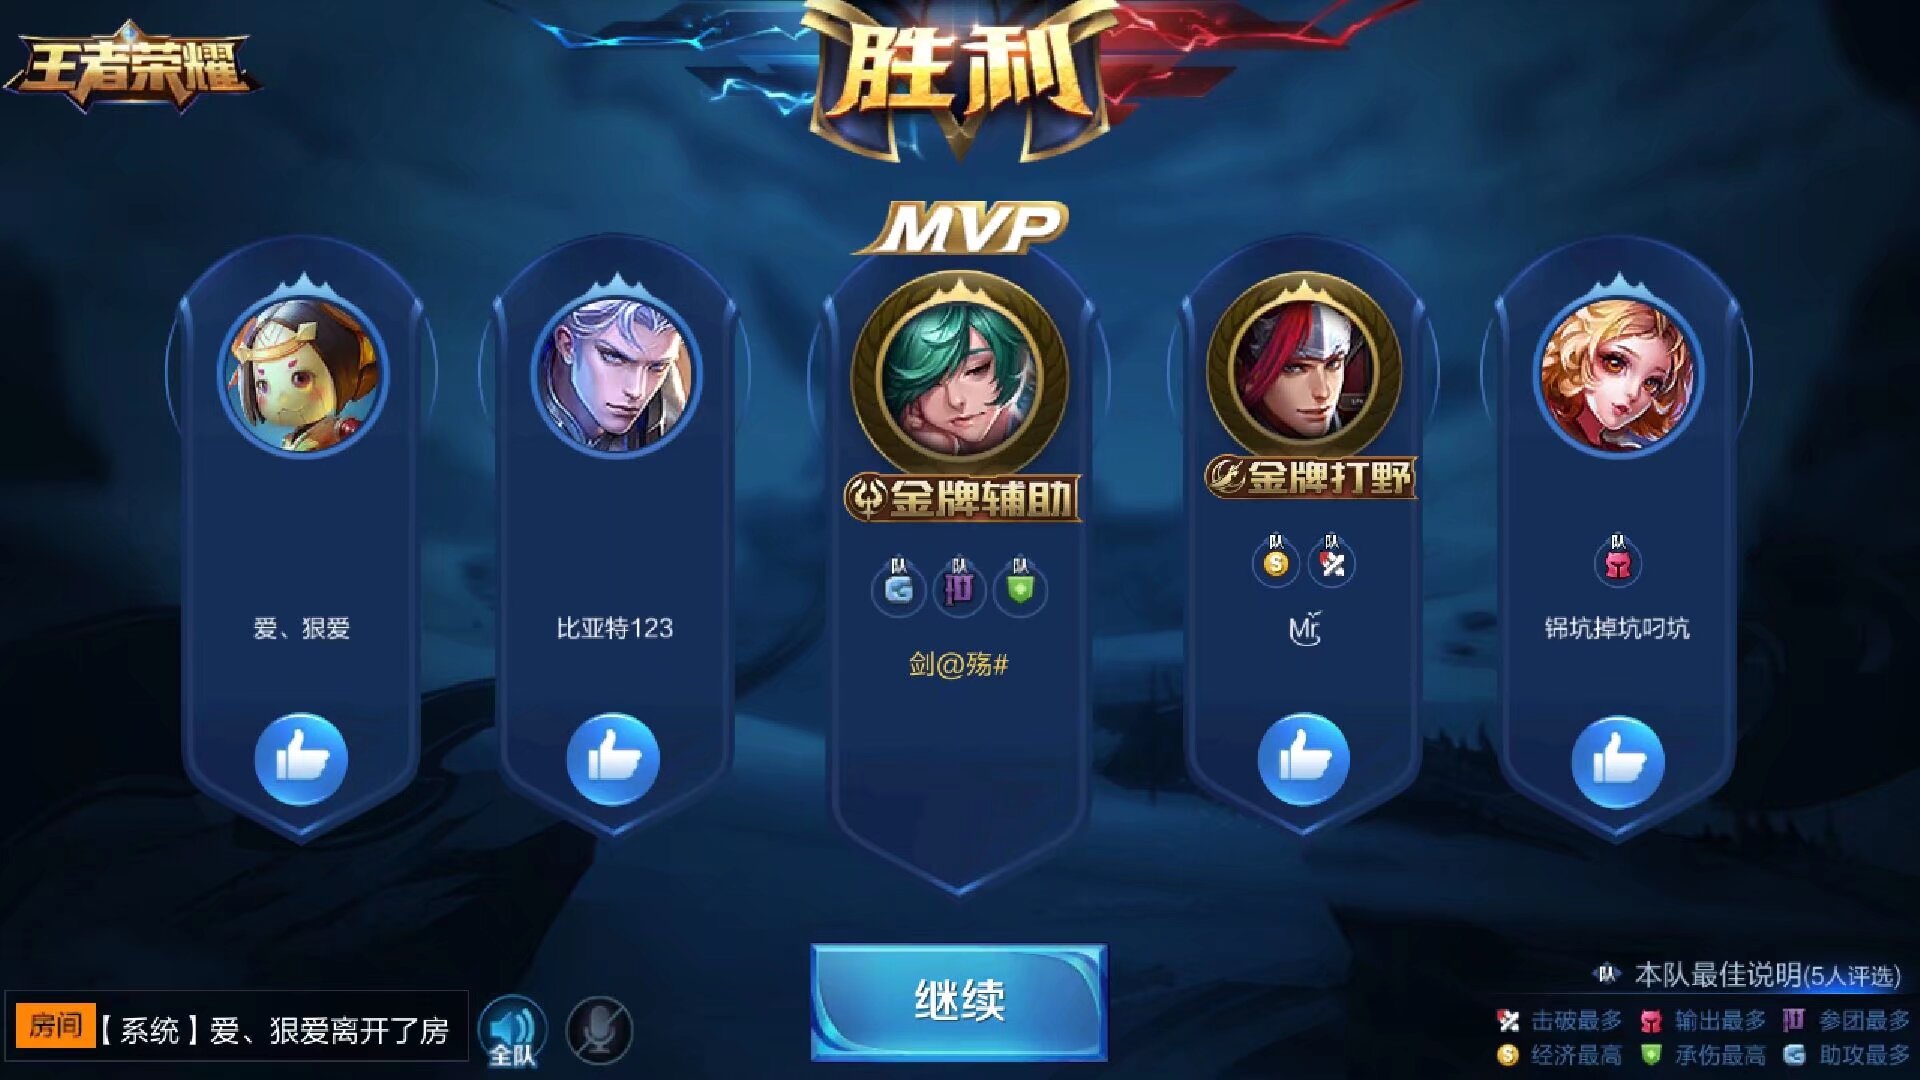 王者荣耀
胜利
MVP
金牌辅助
金牌打野
队 队 队
队 队
队
爱、狠爱
比亚特123
剑@殇#
Mr
锅坑掉坑叼坑
继续
队 本队最佳说明(5人评选)
击破最多 输出最多 参团最多
经济最高 承伤最高 助攻最多
房间 【系统】爱、狠爱离开了房
全队